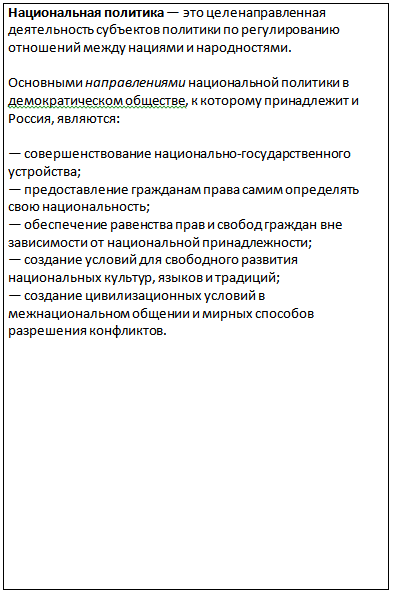 Национальная политика — это целенаправленная
деятельность субъектов политики по регулированию
отношений между нациями и народностями.
Основными направлениями национальной политики в
демократическом обществе, к которому принадлежит и
Россия, являются:
— совершенствование национально-государственного
устройства;
— предоставление гражданам права самим определять
свою национальность;
— обеспечение равенства прав и свобод граждан вне
зависимости от национальной принадлежности;
— создание условий для свободного развития
национальных культур, языков и традиций;
— создание цивилизационных условий в
межнациональном общении и мирных способов
разрешения конфликтов.